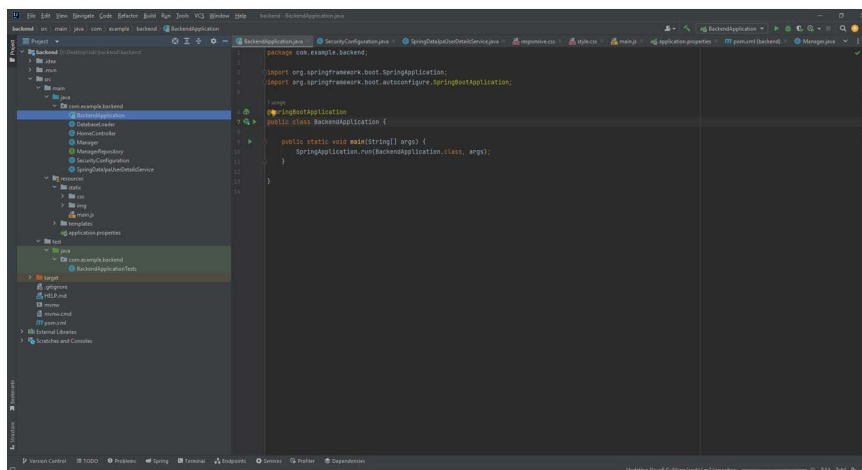 File Edit View Navigate Code Refactor Build Run Tools VCS Window Help backend - BackendApplication.java
backend src main java com example backend BackendApplication
BackendApplication
Project
BackendApplication.java SecurityConfiguration.java SpringDataJpaUserDetailsService.java responsive.css style.css main.js application.properties pom.xml (backend) Manager.java
backend
.idea
.mvn
src
main
java
com.example.backend
BackendApplication
DatabaseLoader
HomeController
Manager
ManagerRepository
SecurityConfiguration
SpringDataJpaUserDetailsService
resources
static
css
img
main.js
templates
application.properties
test
java
com.example.backend
BackendApplicationTests
target
.gitignore
HELP.md
mvnw
mvnw.cmd
pom.xml
External Libraries
Scratches and Consoles
package com.example.backend;
import org.springframework.boot.SpringApplication;
import org.springframework.boot.autoconfigure.SpringBootApplication;
1 usage
public class BackendApplication {
public static void main(String[] args) {
SpringApplication.run(BackendApplication.class, args);
}
}
Bookmarks
Structure
Version Control TODO Problems Spring Terminal Endpoints Services Profiler Dependencies